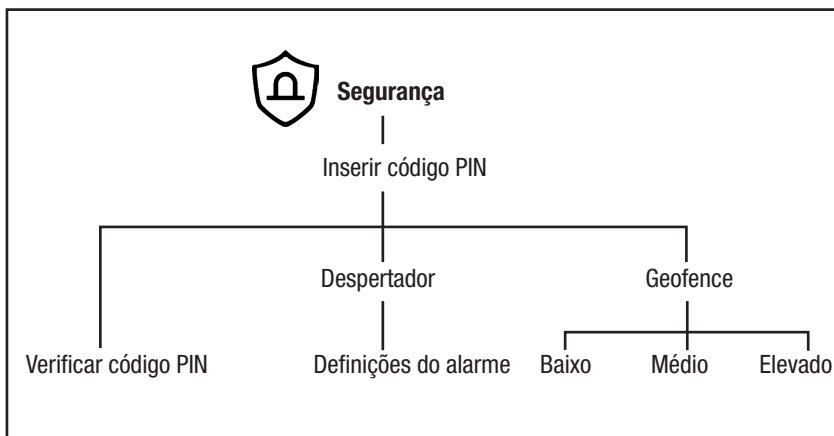 Segurança
Inserir código PIN
Despertador
Geofence
Verificar código PIN
Definições do alarme
Baixo
Médio
Elevado